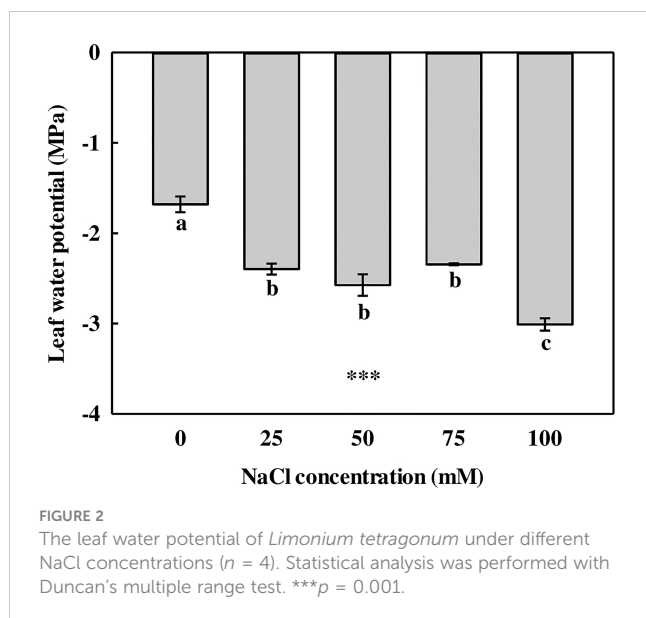 0
-1
-2
-3
-4
Leaf water potential (MPa)
a
b
b
b
c
***
0 25 50 75 100
NaCl concentration (mM)
FIGURE 2
The leaf water potential of Limonium tetragonum under different
NaCl concentrations (n = 4). Statistical analysis was performed with
Duncan's multiple range test. ***p = 0.001.